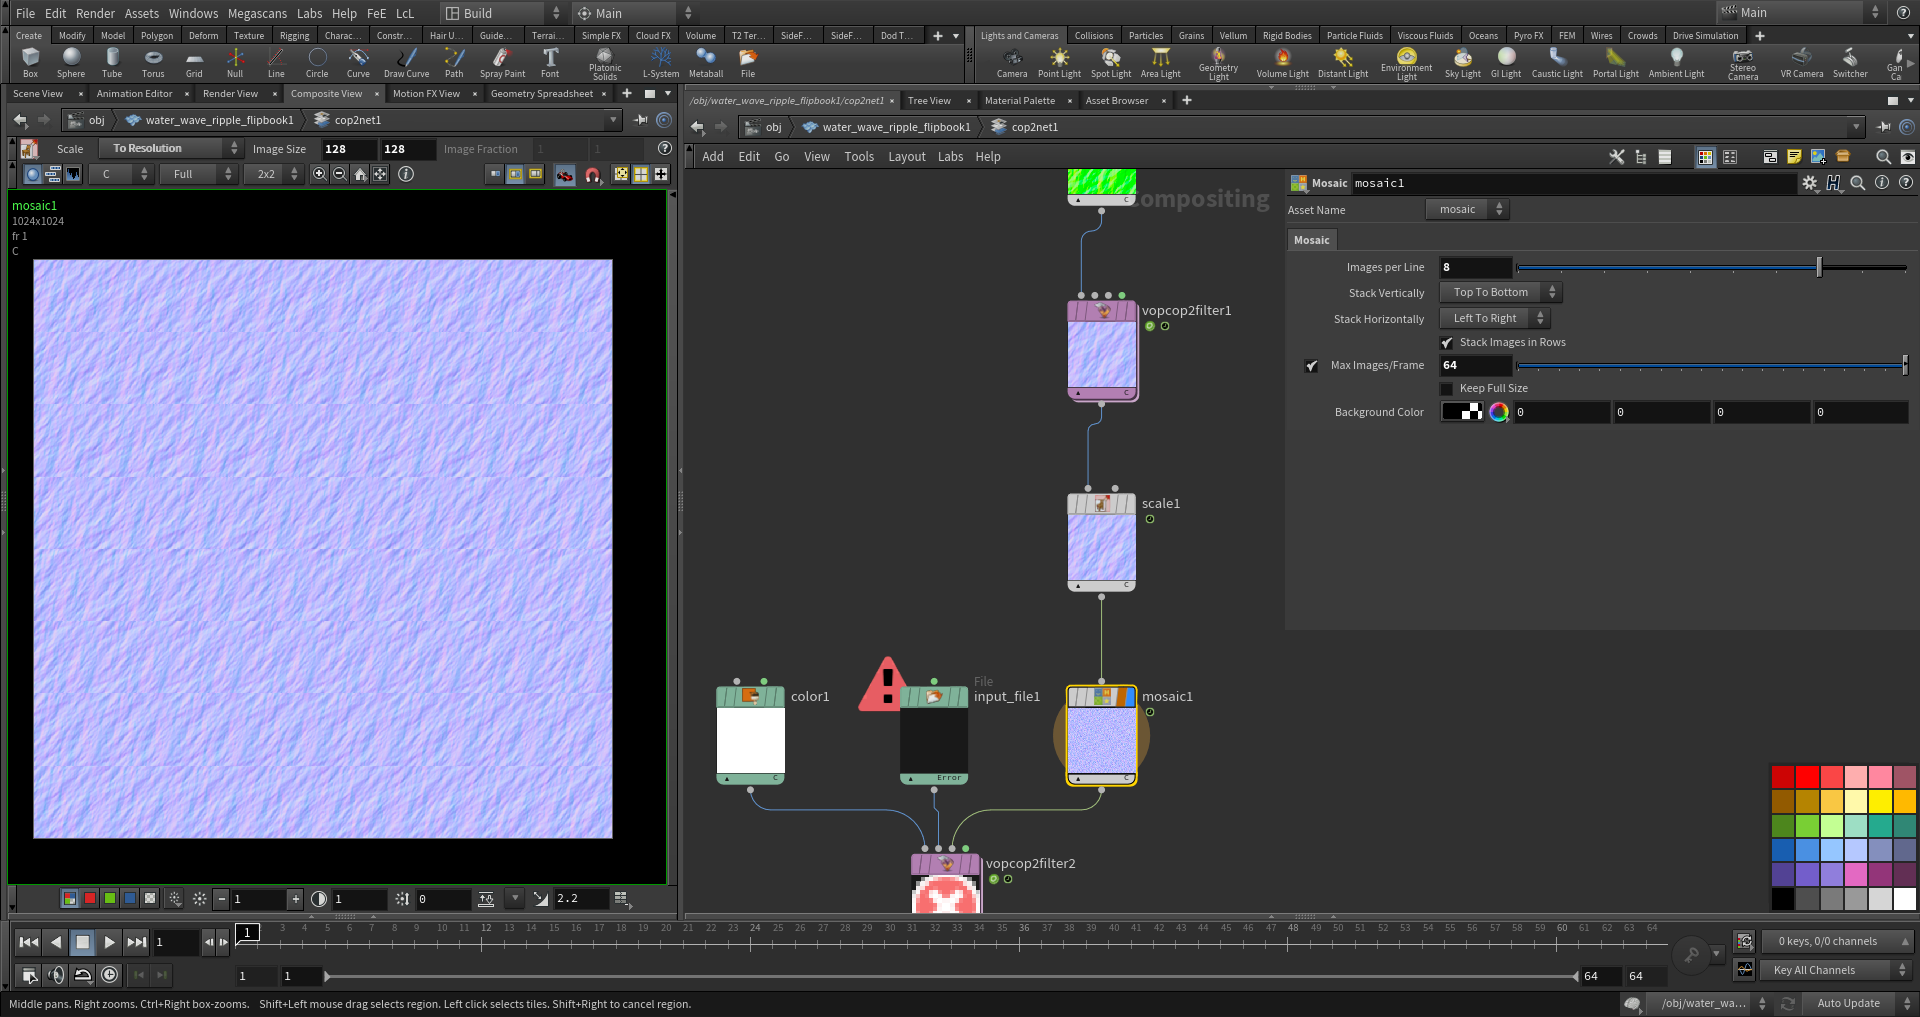 File Edit Render Assets Windows Megascans Labs Help FeE LcL Build Main Main
Create Modify Model Polygon Deform Texture Rigging Charac... Constr... Hair U... Guide... Terrai... Simple FX Cloud FX Volume T2 Ter... SideF... SideF... Dod T...
Lights and Cameras Collisions Particles Grains Vellum Rigid Bodies Particle Fluids Viscous Fluids Oceans Pyro FX FEM Wires Crowds Drive Simulation
Box Sphere Tube Torus Grid Null Line Circle Curve Draw Curve Path Spray Paint Font Platonic Solids L-System Metaball File
Camera Point Light Spot Light Area Light Geometry Light Volume Light Distant Light Environment Light Sky Light GI Light Caustic Light Portal Light Ambient Light Stereo Camera VR Camera Switcher Gan Ca
Scene View Animation Editor Render View Composite View Motion FX View Geometry Spreadsheet
/obj/water_wave_ripple_flipbook1/cop2net1 Tree View Material Palette Asset Browser
obj water_wave_ripple_flipbook1 cop2net1
obj water_wave_ripple_flipbook1 cop2net1
Scale To Resolution Image Size 128 128 Image Fraction 1 1
Add Edit Go View Tools Layout Labs Help
C Full 2x2
mosaic1
1024x1024
fr 1
C
Compositing
C
vopcop2filter1
C
scale1
C
color1
C
File
input_file1
Error
mosaic1
C
vopcop2filter2
Mosaic mosaic1
Asset Name mosaic
Mosaic
Images per Line 8
Stack Vertically Top To Bottom
Stack Horizontally Left To Right
Stack Images in Rows
Max Images/Frame 64
Keep Full Size
Background Color 0 0 0 0
1 1 0 2.2
1 1 3 4 5 6 7 8 9 10 11 12 13 14 15 16 17 18 19 20 21 22 23 24 25 26 27 28 29 30 31 32 33 34 35 36 37 38 39 40 41 42 43 44 45 46 47 48 49 50 51 52 53 54 55 56 57 58 59 60 61 62 63 64
0 keys, 0/0 channels
1 1 64 64
Key All Channels
Middle pans. Right zooms. Ctrl+Right box-zooms. Shift+Left mouse drag selects region. Left click selects tiles. Shift+Right to cancel region.
/obj/water_wa... Auto Update